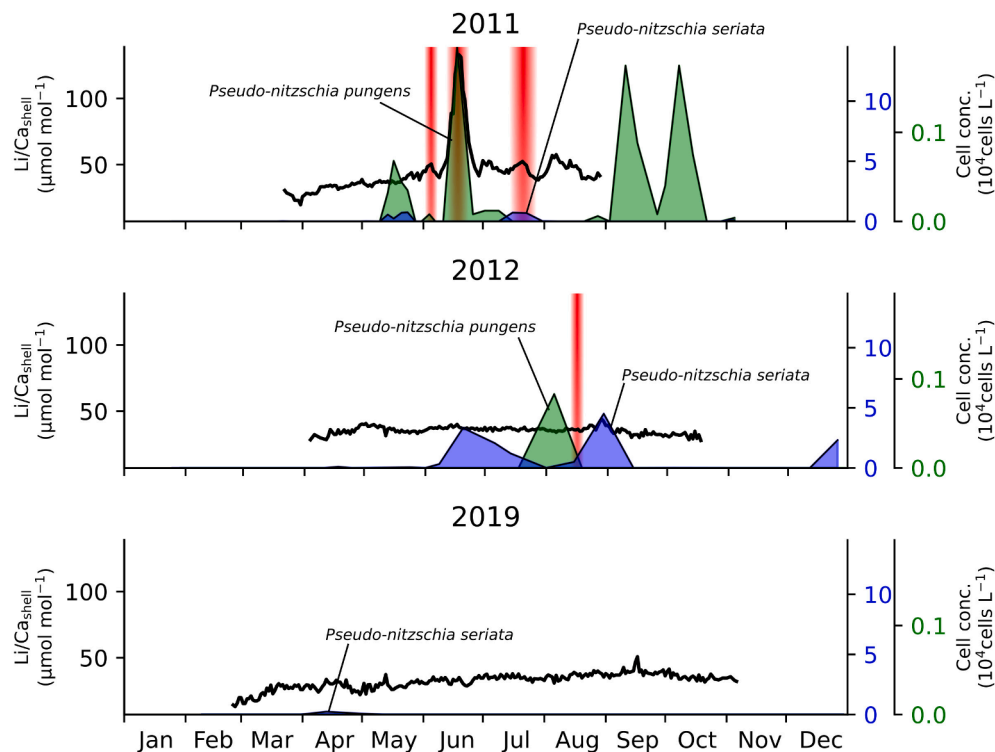 2011
Pseudo-nitzschia seriata
Pseudo-nitzschia pungens
Li/Ca_shell
(μmol mol⁻¹)
100
50
10
5
0
0.1
0.0
Cell conc.
(10⁴cells L⁻¹)
2012
Pseudo-nitzschia pungens
Pseudo-nitzschia seriata
Li/Ca_shell
(μmol mol⁻¹)
100
50
10
5
0
0.1
0.0
Cell conc.
(10⁴cells L⁻¹)
2019
Pseudo-nitzschia seriata
Li/Ca_shell
(μmol mol⁻¹)
100
50
10
5
0
0.1
0.0
Cell conc.
(10⁴cells L⁻¹)
Jan Feb Mar Apr May Jun Jul Aug Sep Oct Nov Dec